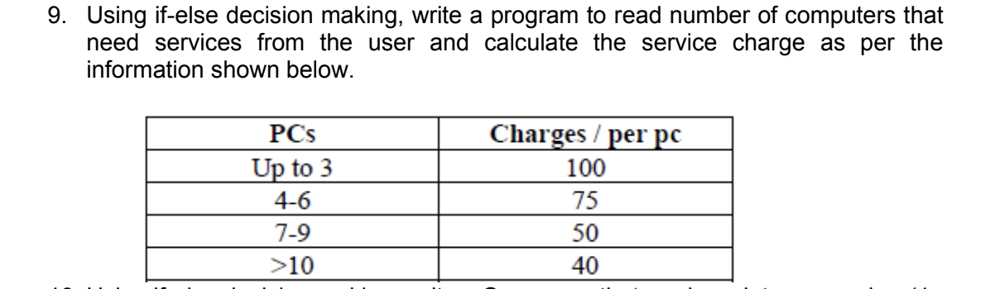 9. Using if-else decision making, write a program to read number of computers that
need services from the user and calculate the service charge as per the
information shown below.
PCs Charges / per pc
Up to 3 100
4-6 75
7-9 50
>10 40